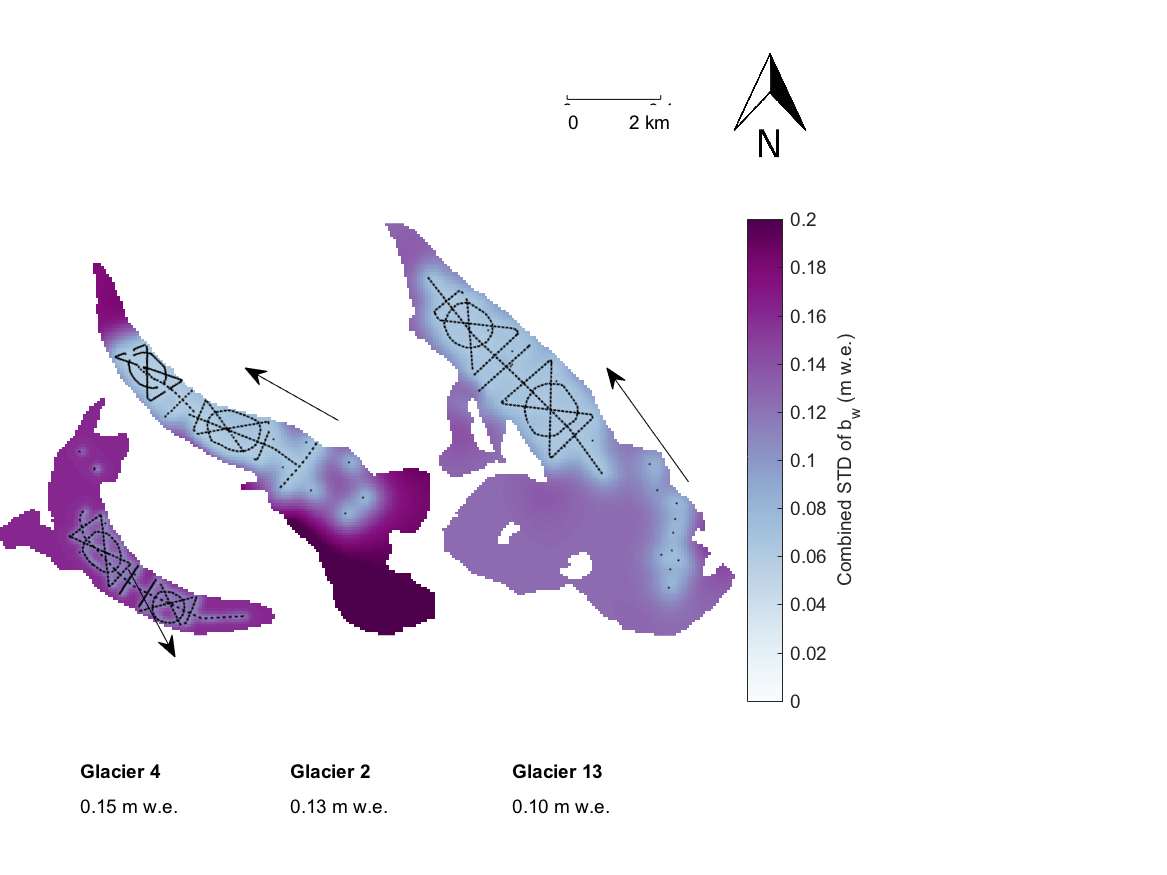 0 2 km
N
0.2
0.18
0.16
0.14
0.12
0.1
0.08
0.06
0.04
0.02
0
Combined STD of b_w (m w.e.)
Glacier 4 Glacier 2 Glacier 13
0.15 m w.e. 0.13 m w.e. 0.10 m w.e.